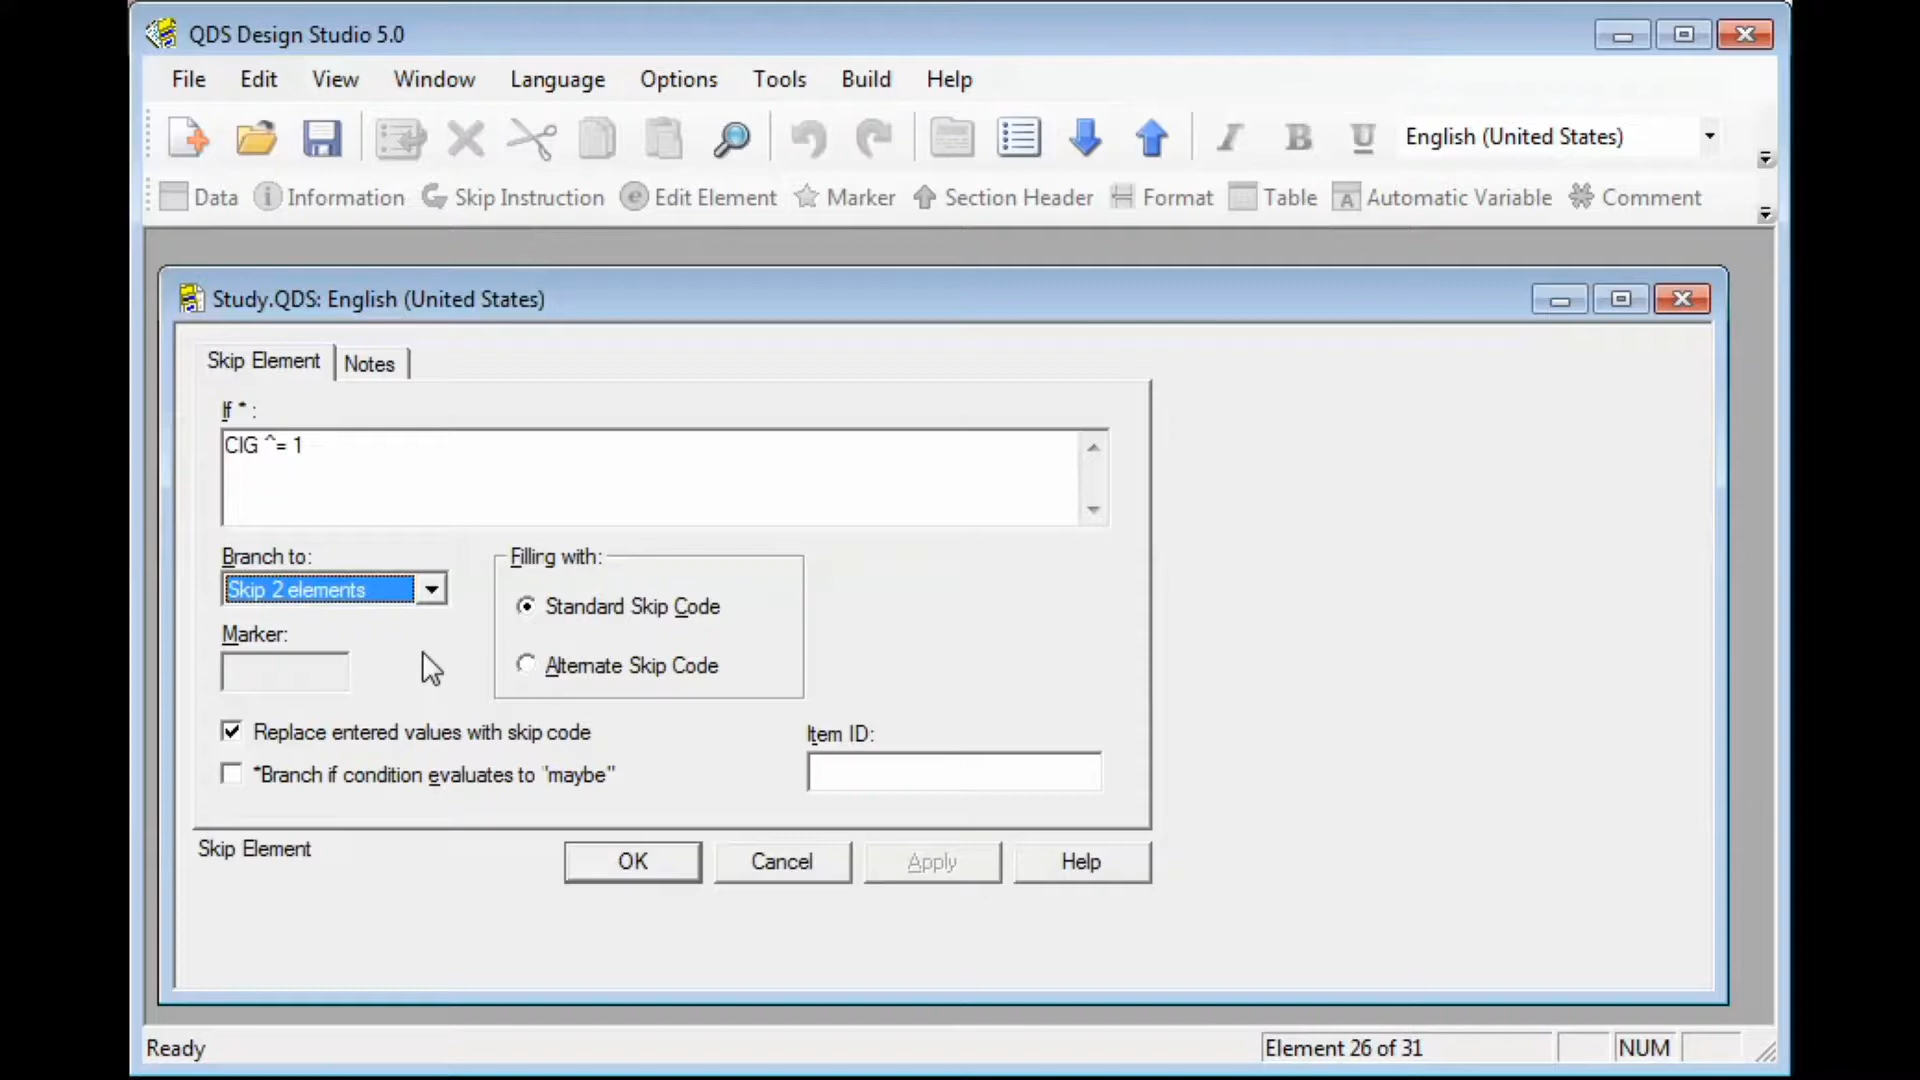 QDS Design Studio 5.0
File Edit View Window Language Options Tools Build Help
I B U English (United States)
Data Information Skip Instruction Edit Element Marker Section Header Format Table Automatic Variable Comment
Study.QDS: English (United States)
Skip Element Notes
If * :
CIG ^= 1
Branch to:
Skip 2 elements
Filling with:
Standard Skip Code
Alternate Skip Code
Marker:
Replace entered values with skip code
*Branch if condition evaluates to "maybe"
Item ID:
Skip Element
OK Cancel Apply Help
Ready Element 26 of 31 NUM